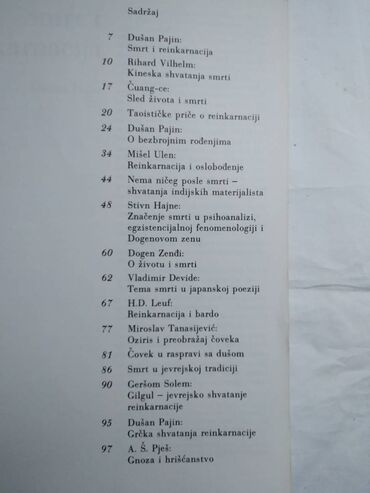 Sadržaj
7 Dušan Pajin:
Smrt i reinkarnacija
10 Rihard Vilhelm:
Kineska shvatanja smrti
17 Čuang-ce:
Sled života i smrti
20 Taoističke priče o reinkarnaciji
24 Dušan Pajin:
O bezbrojnim rođenjima
34 Mišel Ulen:
Reinkarnacija i oslobođenje
44 Nema ničeg posle smrti –
shvatanja indijskih materijalista
48 Stivn Hajne:
Značenje smrti u psihoanalizi,
egzistencijalnoj fenomenologiji i
Dogenovom zenu
60 Dogen Zenđi:
O životu i smrti
62 Vladimir Devide:
Tema smrti u japanskoj poeziji
67 H.D. Leuf:
Reinkarnacija i bardo
77 Miroslav Tanasijević:
Oziris i preobražaj čoveka
81 Čovek u raspravi sa dušom
86 Smrt u jevrejskoj tradiciji
90 Geršom Šolem:
Gilgul – jevrejsko shvatanje
reinkarnacije
95 Dušan Pajin:
Grčka shvatanja reinkarnacije
97 A. Š. Pješ:
Gnoza i hrišćanstvo